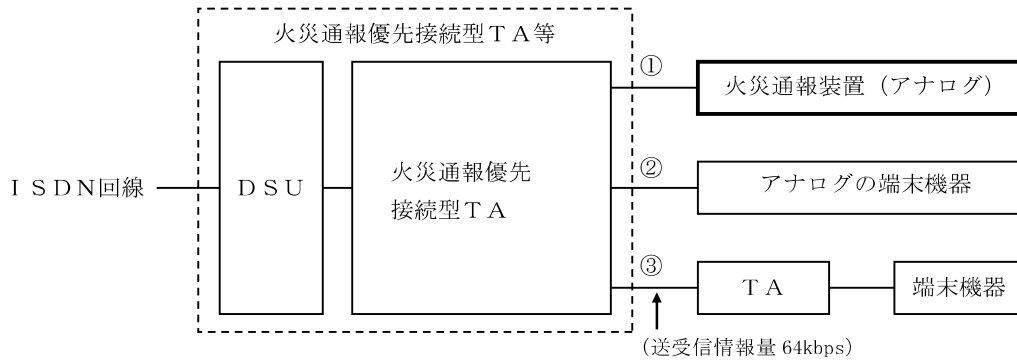 火災通報優先接続型ＴＡ等
①
火災通報装置（アナログ）
ＩＳＤＮ回線
ＤＳＵ
火災通報優先
接続型ＴＡ
②
アナログの端末機器
③
ＴＡ
端末機器
（送受信情報量 64kbps）